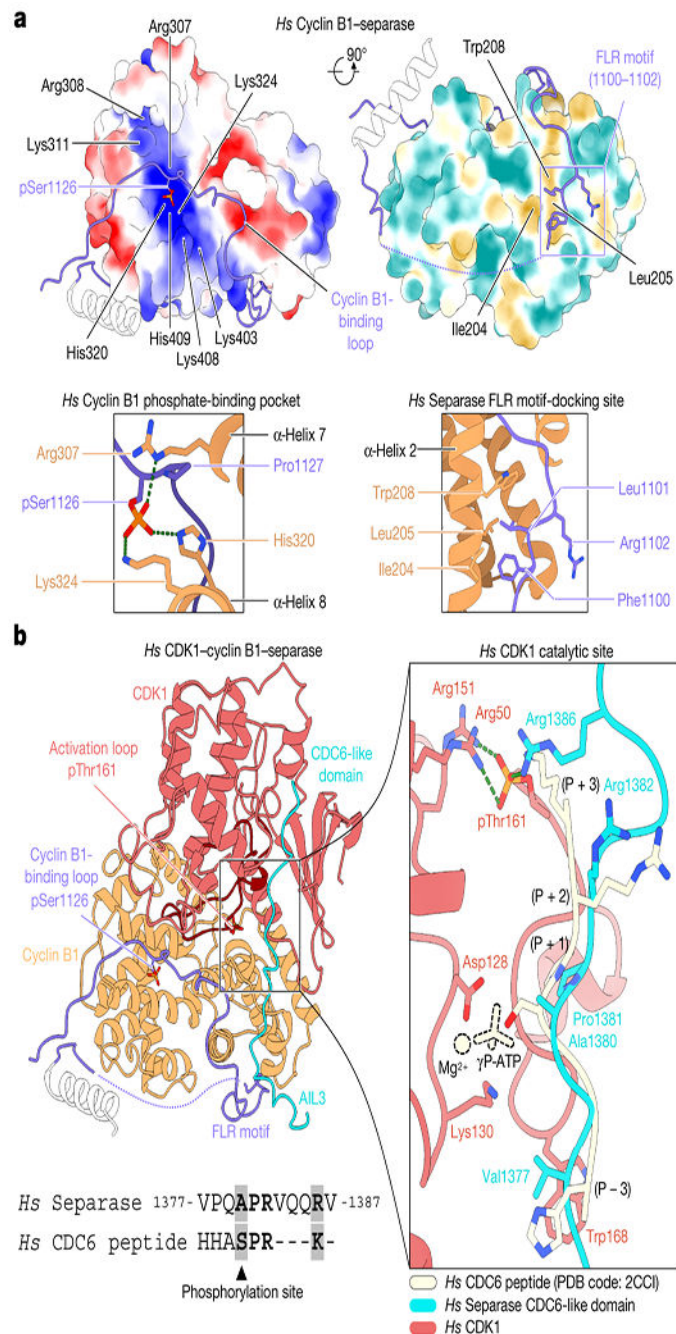 a
Hs Cyclin B1–separase
90°
Arg307
Arg308
Lys324
Lys311
pSer1126
His320
His409
Lys408
Lys403
Cyclin B1-
binding
loop
Trp208
FLR motif
(1100–1102)
Leu205
Ile204
Hs Cyclin B1 phosphate-binding pocket
Arg307
α-Helix 7
Pro1127
pSer1126
His320
Lys324
α-Helix 8
Hs Separase FLR motif-docking site
α-Helix 2
Trp208
Leu1101
Leu205
Arg1102
Ile204
Phe1100
b
Hs CDK1–cyclin B1–separase
CDK1
Activation loop
pThr161
CDC6-like
domain
Cyclin B1-
binding loop
pSer1126
Cyclin B1
AIL3
FLR motif
Hs CDK1 catalytic site
Arg151
Arg50
Arg1386
(P + 3)
Arg1382
pThr161
(P + 2)
(P + 1)
Asp128
Pro1381
Ala1380
γP-ATP
Mg2+
Lys130
Val1377
(P – 3)
Trp168
Hs Separase 1377- VPQAPRVQQRV -1387
Hs CDC6 peptide HHASPR---K-
Phosphorylation site
Hs CDC6 peptide (PDB code: 2CCI)
Hs Separase CDC6-like domain
Hs CDK1